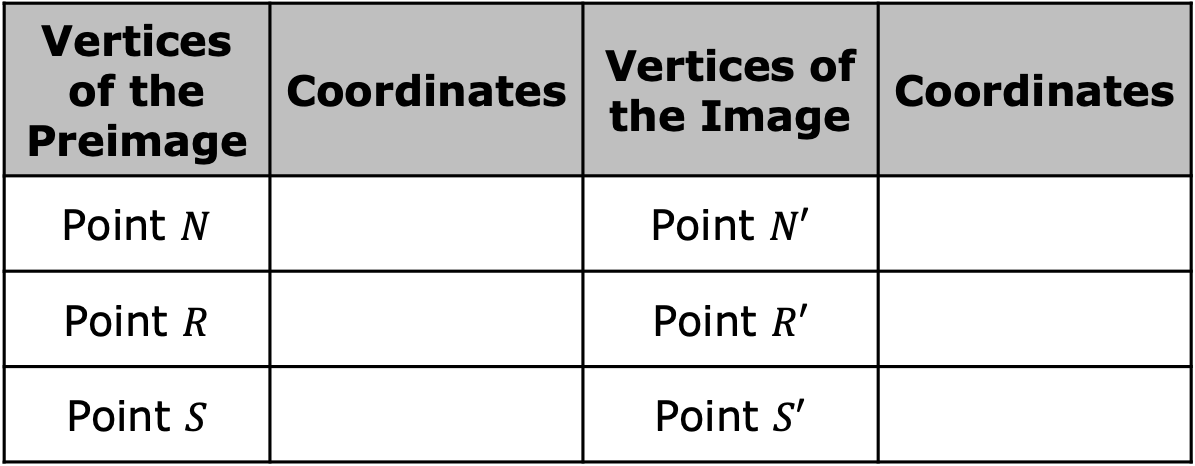 Vertices of the Preimage
Coordinates
Vertices of the Image
Coordinates
Point N
Point N′
Point R
Point R′
Point S
Point S′